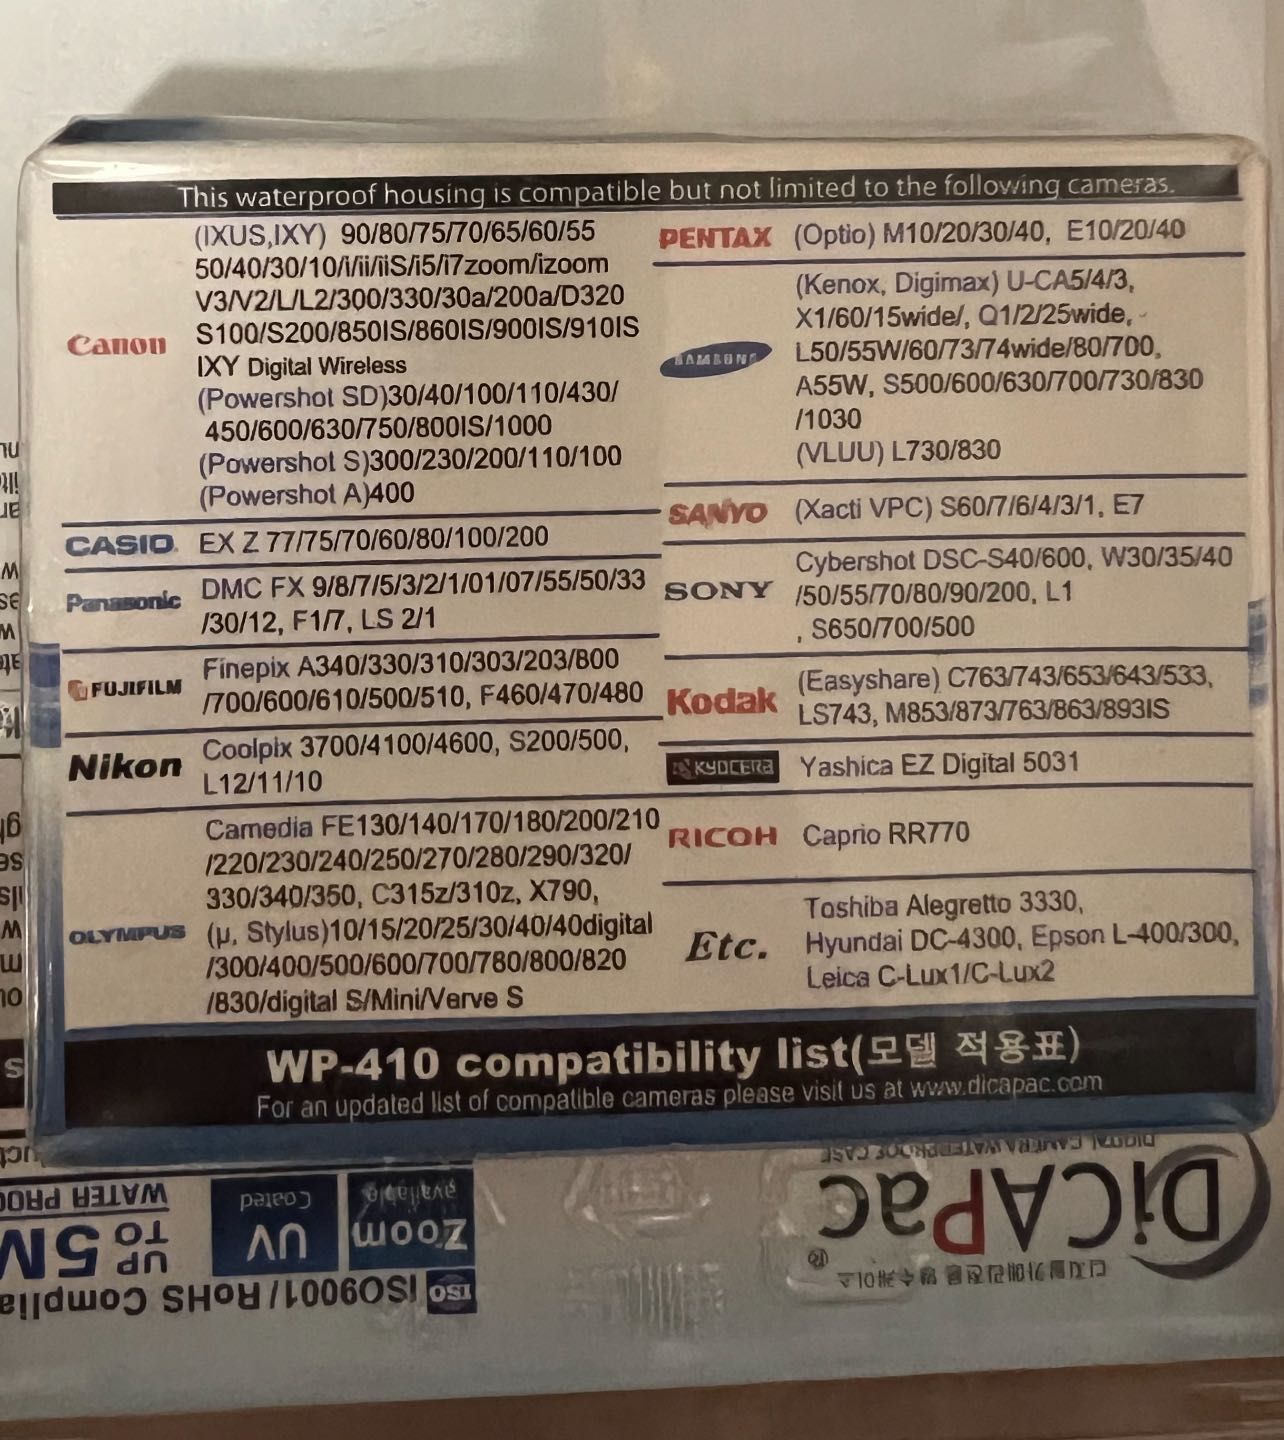 This waterproof housing is compatible but not limited to the following cameras.
Canon
(IXUS,IXY) 90/80/75/70/65/60/55
50/40/30/10/i/ii/iiS/i5/i7zoom/izoom
V3/V2/L/L2/300/330/30a/200a/D320
S100/S200/850IS/860IS/900IS/910IS
IXY Digital Wireless
(Powershot SD)30/40/100/110/430/
450/600/630/750/800IS/1000
(Powershot S)300/230/200/110/100
(Powershot A)400
CASIO
EX Z 77/75/70/60/80/100/200
Panasonic
DMC FX 9/8/7/5/3/2/1/01/07/55/50/33
/30/12, F1/7, LS 2/1
FUJIFILM
Finepix A340/330/310/303/203/800
/700/600/610/500/510, F460/470/480
Nikon
Coolpix 3700/4100/4600, S200/500,
L12/11/10
OLYMPUS
Camedia FE130/140/170/180/200/210
/220/230/240/250/270/280/290/320/
330/340/350, C315z/310z, X790,
(µ, Stylus)10/15/20/25/30/40/40digital
/300/400/500/600/700/780/800/820
/830/digital S/Mini/Verve S
PENTAX
(Optio) M10/20/30/40, E10/20/40
SAMSUNG
(Kenox, Digimax) U-CA5/4/3,
X1/60/15wide/, Q1/2/25wide,
L50/55W/60/73/74wide/80/700,
A55W, S500/600/630/700/730/830
/1030
(VLUU) L730/830
SANYO
(Xacti VPC) S60/7/6/4/3/1, E7
SONY
Cybershot DSC-S40/600, W30/35/40
/50/55/70/80/90/200, L1
, S650/700/500
Kodak
(Easyshare) C763/743/653/643/533,
LS743, M853/873/763/863/893IS
KYOCERA
Yashica EZ Digital 5031
RICOH
Caprio RR770
Etc.
Toshiba Alegretto 3330,
Hyundai DC-4300, Epson L-400/300,
Leica C-Lux1/C-Lux2
WP-410 compatibility list(모델 적용표)
For an updated list of compatible cameras please visit us at www.dicapac.com
DIGITAL CAMERA WATERPROOF CASE
DiCAPac
WATER PROO
UP TO 5M
UV
Coated
Zoom
available
ISO
ISO9001/RoHS Complia